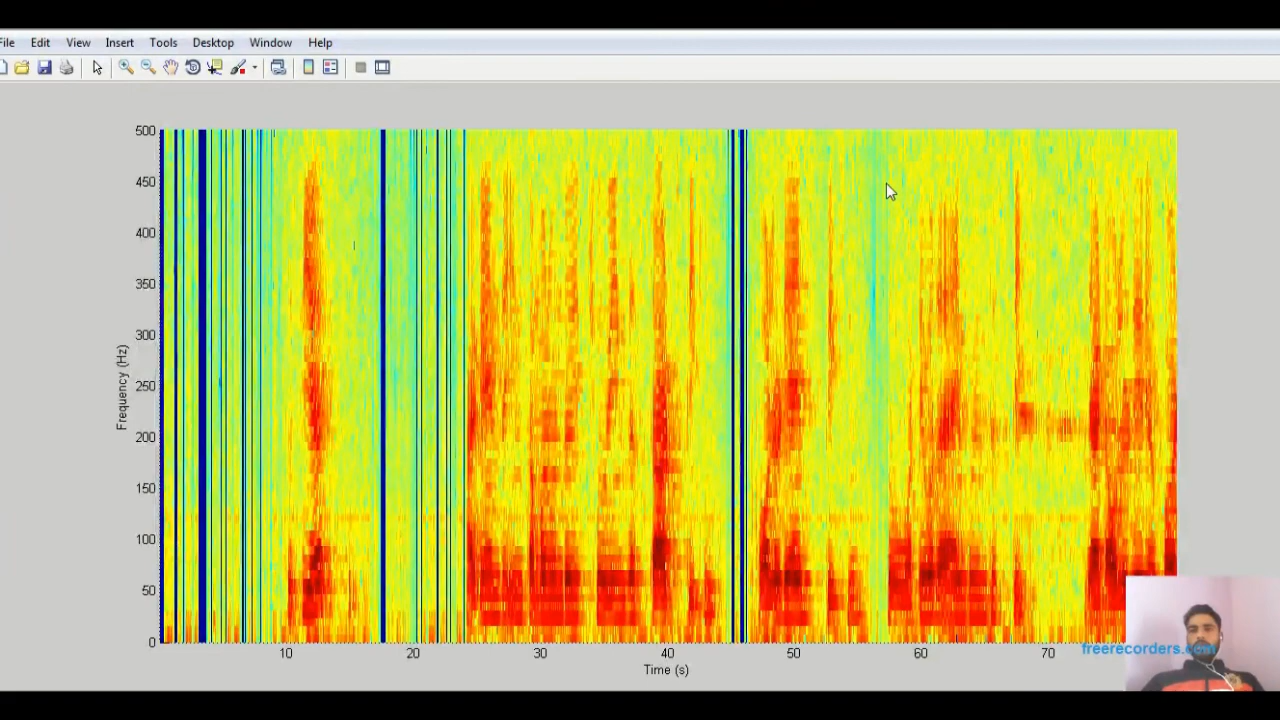 File Edit View Insert Tools Desktop Window Help
500
450
400
350
300
250
200
150
100
50
0
Frequency (Hz)
10 20 30 40 50 60 70
Time (s)
freerecorders.com